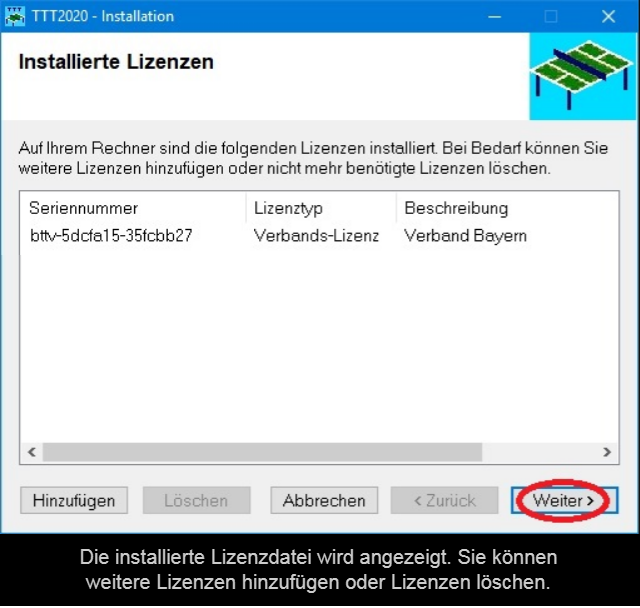 TTT2020 - Installation
Installierte Lizenzen
Auf Ihrem Rechner sind die folgenden Lizenzen installiert. Bei Bedarf können Sie
weitere Lizenzen hinzufügen oder nicht mehr benötigte Lizenzen löschen.
Seriennummer Lizenztyp Beschreibung
bttv-5dcfa15-35fcbb27 Verbands-Lizenz Verband Bayern
Hinzufügen Löschen Abbrechen < Zurück Weiter >
Die installierte Lizenzdatei wird angezeigt. Sie können
weitere Lizenzen hinzufügen oder Lizenzen löschen.